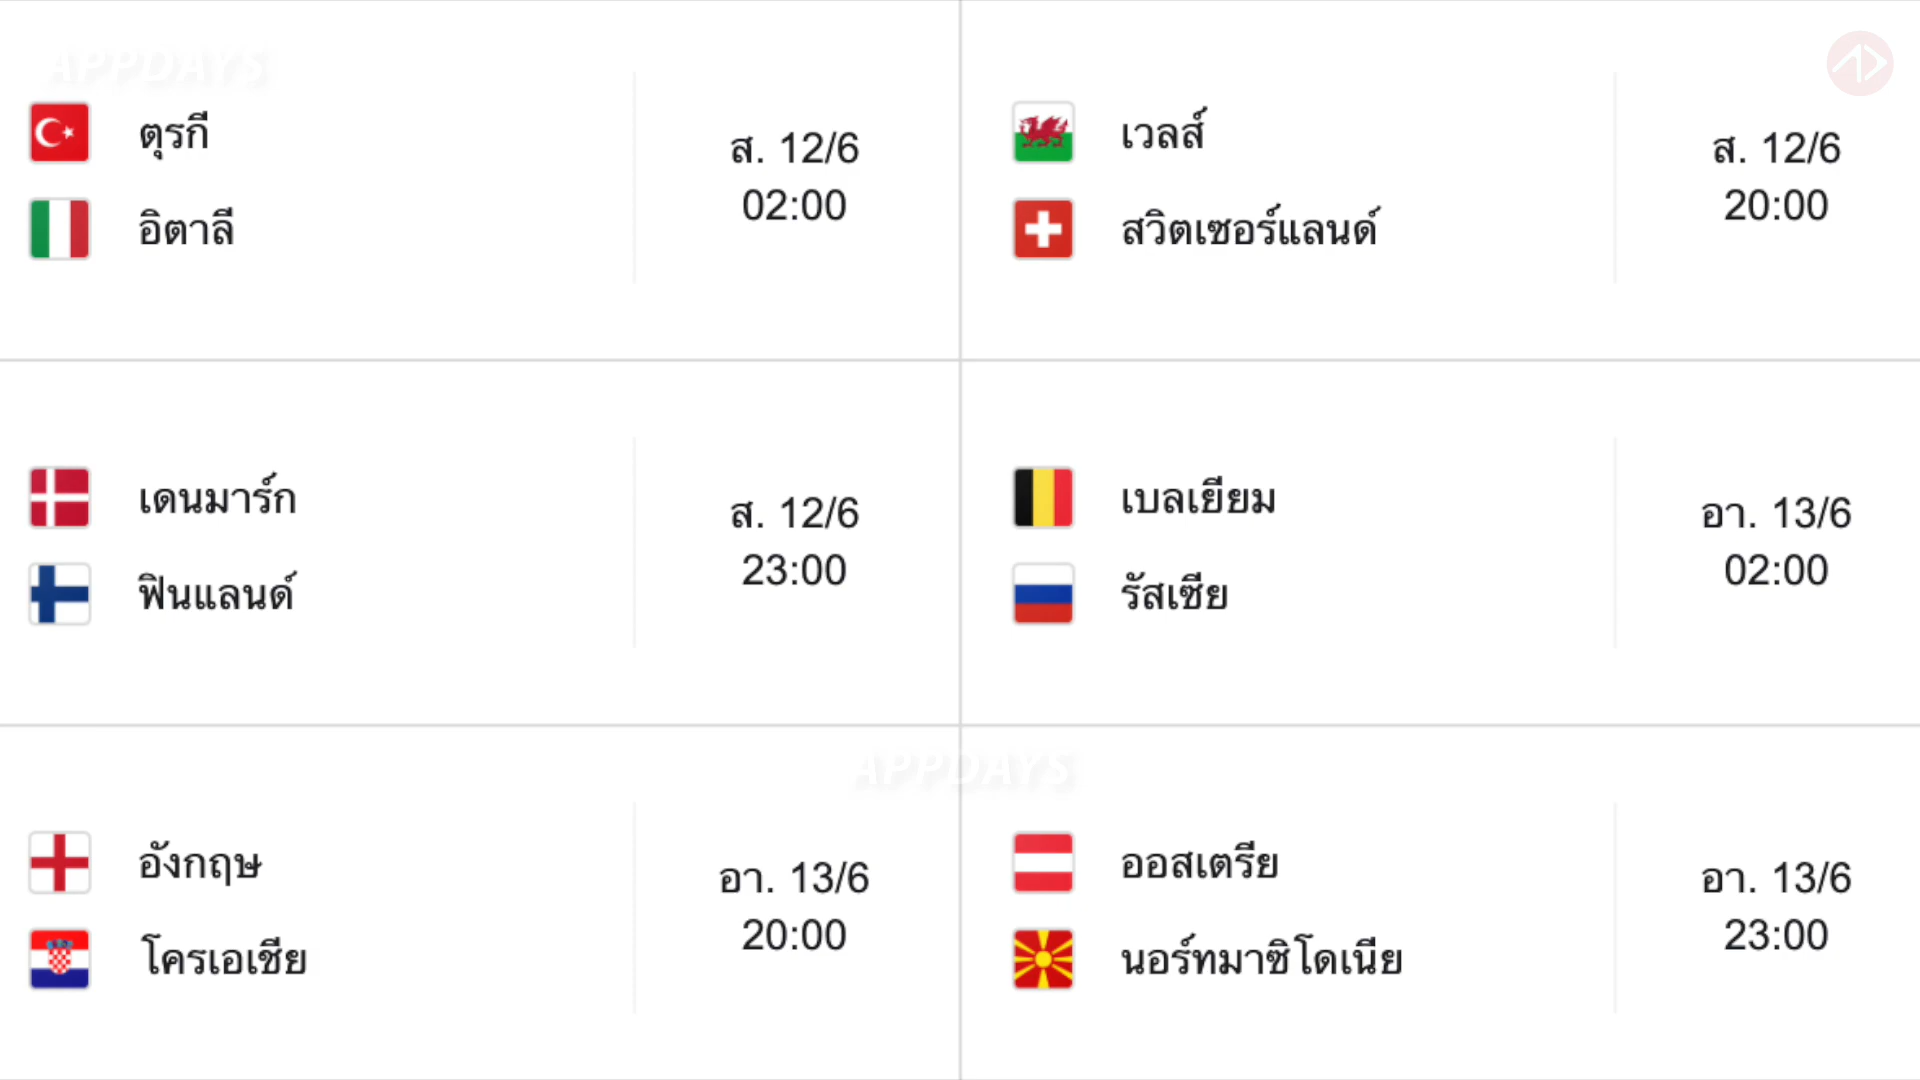 APPDAYS
ตุรกี
อิตาลี
ส. 12/6
02:00
เวลส์
สวิตเซอร์แลนด์
ส. 12/6
20:00
เดนมาร์ก
ฟินแลนด์
ส. 12/6
23:00
เบลเยียม
รัสเซีย
อา. 13/6
02:00
APPDAYS
อังกฤษ
โครเอเชีย
อา. 13/6
20:00
ออสเตรีย
นอร์ทมาซิโดเนีย
อา. 13/6
23:00